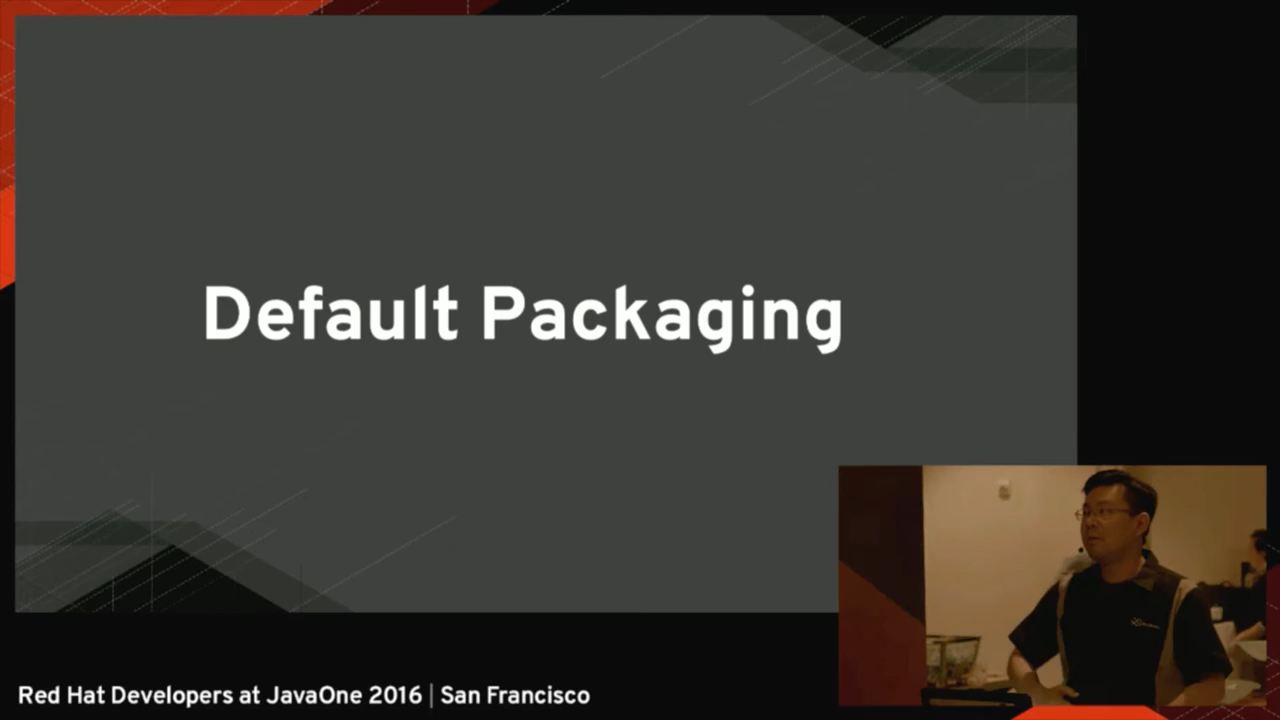 Default Packaging
Red Hat Developers at JavaOne 2016 | San Francisco